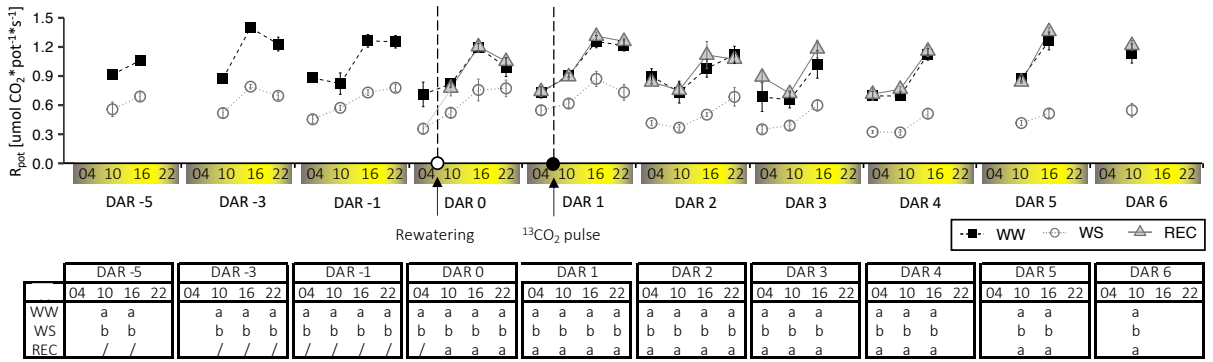 R_pot [umol CO₂* pot⁻¹*s⁻¹]
1.5
1.2
0.9
0.6
0.3
0.0
04 10 16 22 04 10 16 22 04 10 16 22 04 10 16 22 04 10 16 22 04 10 16 22 04 10 16 22 04 10 16 22 04 10 16 22 04 10 16 22
DAR -5 DAR -3 DAR -1 DAR 0 DAR 1 DAR 2 DAR 3 DAR 4 DAR 5 DAR 6
Rewatering
¹³CO₂ pulse
WW WS REC
DAR -5 DAR -3 DAR -1 DAR 0 DAR 1 DAR 2 DAR 3 DAR 4 DAR 5 DAR 6
04 10 16 22 04 10 16 22 04 10 16 22 04 10 16 22 04 10 16 22 04 10 16 22 04 10 16 22 04 10 16 22 04 10 16 22 04 10 16 22
WW a a a a a a a a a a a a a a a a a a a a a a a a a a a a a a
WS b b b b b b b b b b b b b b b b b b b b b b b b b b b b b b
REC / / / / / / / / / / a a a a a a a a a a a a a a a a a a a a